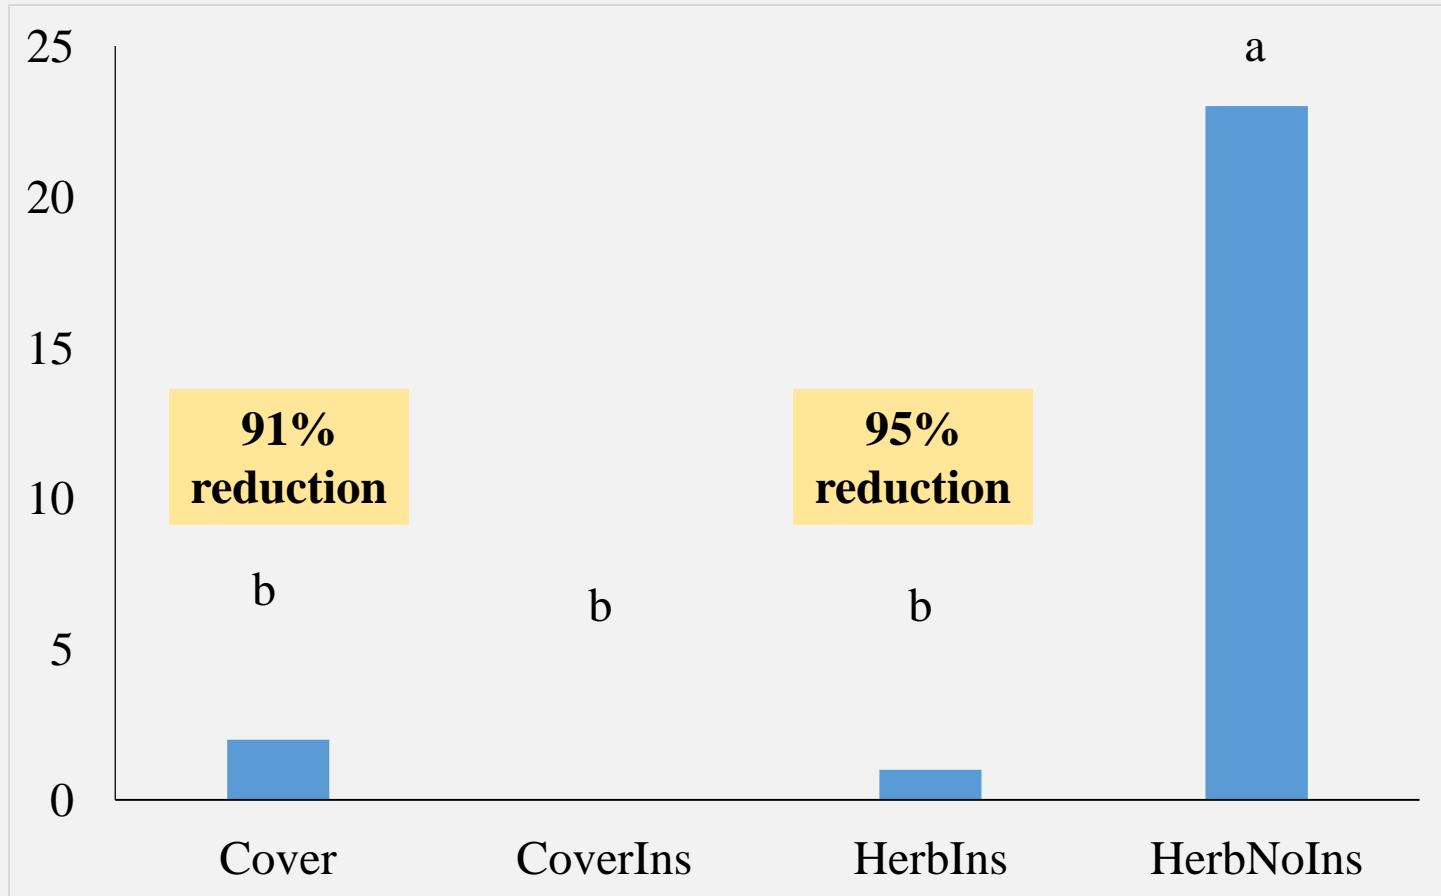 25
a
20
15
91%
reduction
95%
reduction
10
b
b
b
5
0
Cover
CoverIns
HerbIns
HerbNoIns